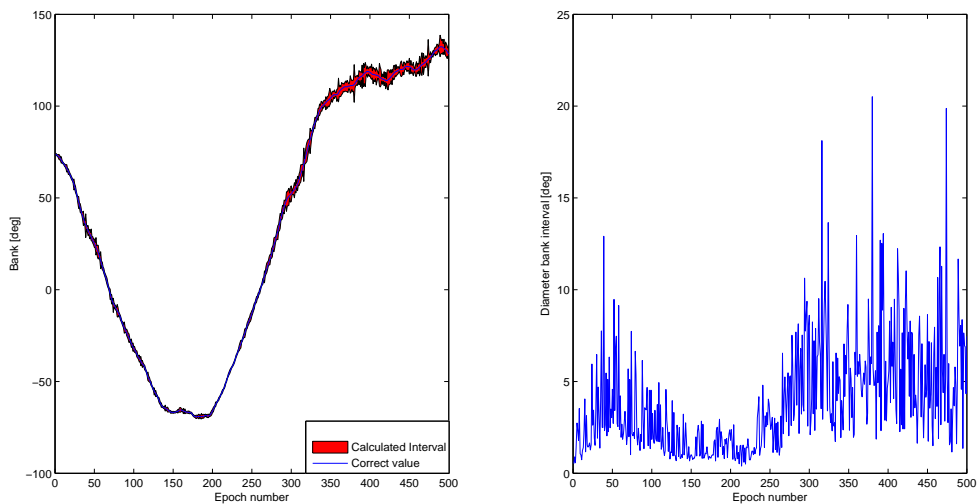 150
100
50
0
−50
−100
Bank [deg]
0 50 100 150 200 250 300 350 400 450 500
Epoch number
Calculated Interval
Correct value
25
20
15
10
5
0
Diameter bank interval [deg]
0 50 100 150 200 250 300 350 400 450 500
Epoch number